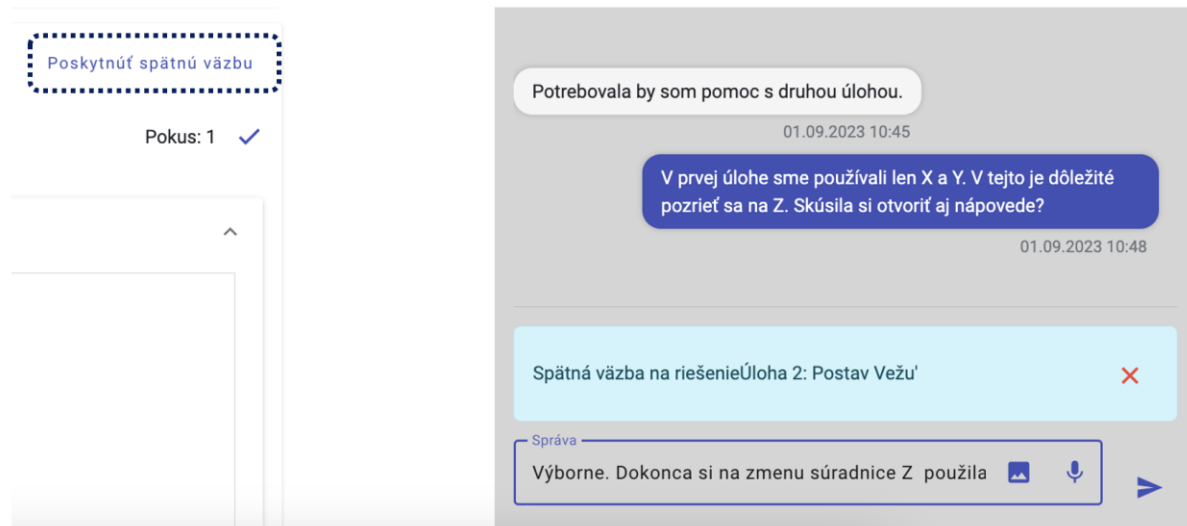 Poskytnúť spätnú väzbu
Pokus: 1
Potrebovala by som pomoc s druhou úlohou.
01.09.2023 10:45
V prvej úlohe sme používali len X a Y. V tejto je dôležité
pozrieť sa na Z. Skúsila si otvoriť aj nápovede?
01.09.2023 10:48
Spätná väzba na riešenieÚloha 2: Postav Vežu'
Správa
Výborne. Dokonca si na zmenu súradnice Z  použila